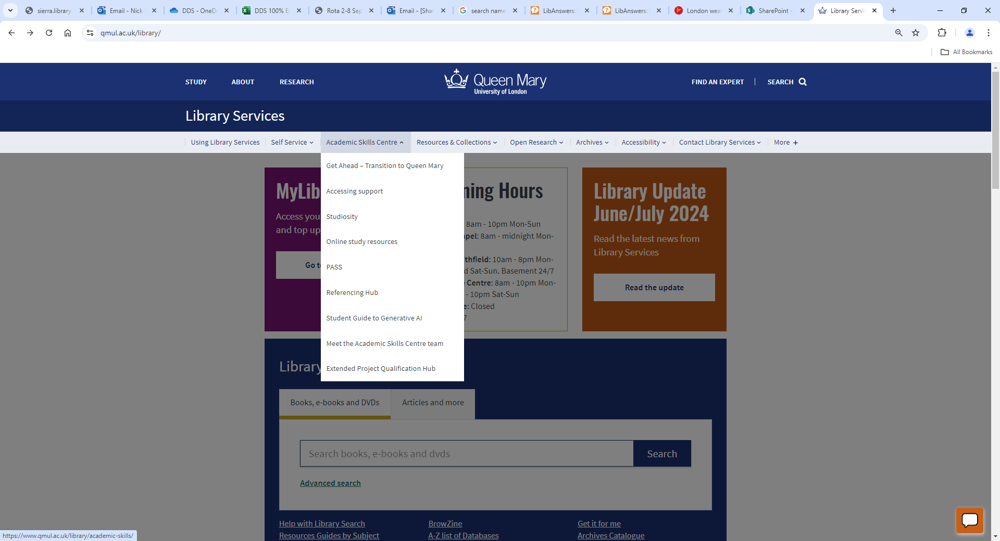 sierra.library
Email - Nick
DDS - OneDr
DDS 100% E
Rota 2-8 Sep
Email - [Shar
search name
LibAnswers:
LibAnswers:
London weat
SharePoint -
Library Servi
qmul.ac.uk/library/
All Bookmarks
STUDY ABOUT RESEARCH
Queen Mary
University of London
FIND AN EXPERT SEARCH
Library Services
Using Library Services Self Service Academic Skills Centre Resources & Collections Open Research Archives Accessibility Contact Library Services More +
Get Ahead – Transition to Queen Mary
Accessing support
Studiosity
Online study resources
PASS
Referencing Hub
Student Guide to Generative AI
Meet the Academic Skills Centre team
Extended Project Qualification Hub
MyLib
Access you
and top up
Go to
ning Hours
8am - 10pm Mon-Sun
pel: 8am - midnight Mon-
thfield: 10am - 8pm Mon-
d Sat-Sun. Basement 24/7
Centre: 8am - 10pm Mon-
- 10pm Sat-Sun
e: Closed
7
Library Update
June/July 2024
Read the latest news from
Library Services
Read the update
Library
Books, e-books and DVDs
Articles and more
Search books, e-books and dvds
Search
Advanced search
Help with Library Search
BrowZine
Get it for me
Resources Guides by Subject
A-Z list of Databases
Archives Catalogue
https://www.qmul.ac.uk/library/academic-skills/